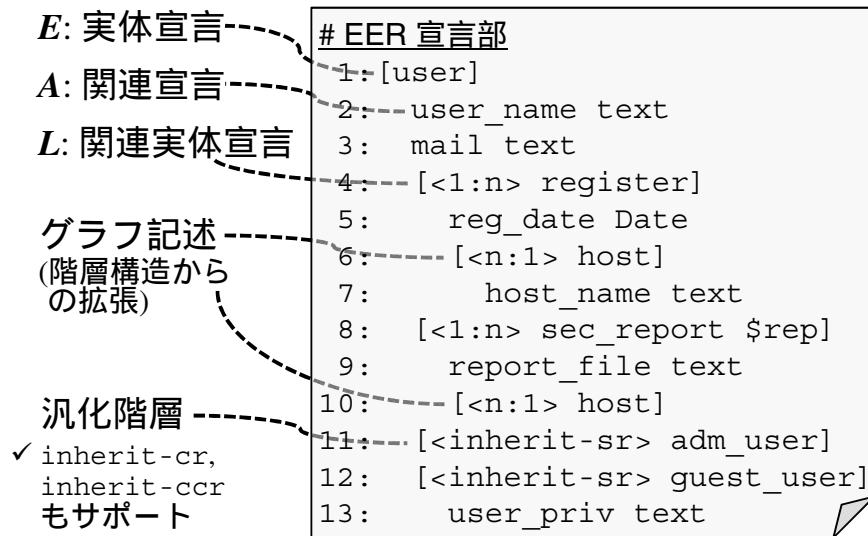 E: 実体宣言
A: 関連宣言
L: 関連実体宣言
グラフ記述
(階層構造から
の拡張)
汎化階層
✓ inherit-cr,
inherit-ccr
もサポート
# EER 宣言部
1:[user]
2: user_name text
3: mail text
4: [<1:n> register]
5: reg_date Date
6: [<n:1> host]
7: host_name text
8: [<1:n> sec_report $rep]
9: report_file text
10: [<n:1> host]
11: [<inherit-sr> adm_user]
12: [<inherit-sr> guest_user]
13: user_priv text